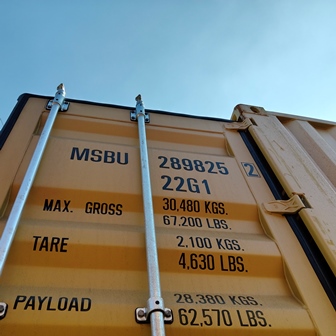 MSBU 289825 2
22G1
MAX. GROSS 30,480 KGS.
67,200 LBS.
TARE 2.100 KGS.
4,630 LBS.
PAYLOAD 28.380 KGS.
62,570 LBS.